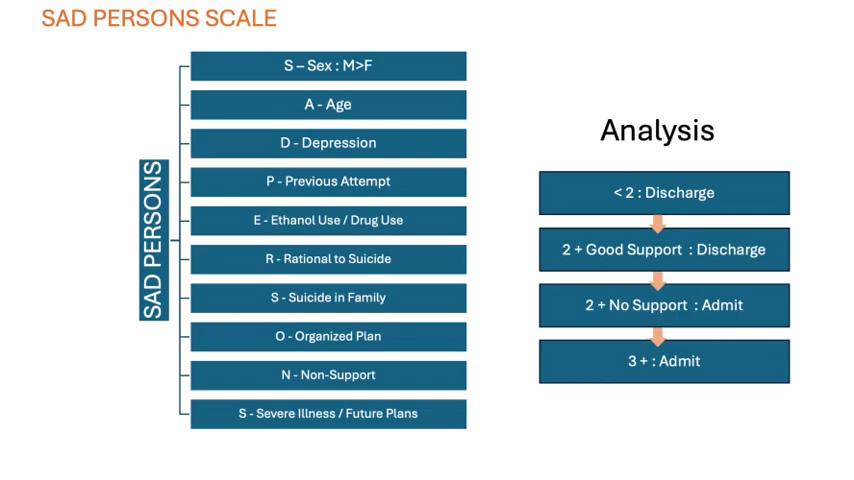 SAD PERSONS SCALE
SAD PERSONS
S – Sex : M>F
A - Age
D - Depression
P - Previous Attempt
E - Ethanol Use / Drug Use
R - Rational to Suicide
S - Suicide in Family
O - Organized Plan
N - Non-Support
S - Severe Illness / Future Plans
Analysis
< 2 : Discharge
2 + Good Support : Discharge
2 + No Support : Admit
3 + : Admit